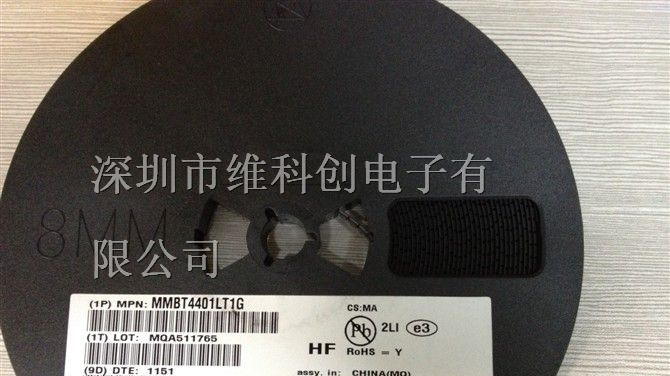 深圳市维科创电子有
限公司
8MM
(1P) MPN: MMBT4401LT1G
CS:MA
(1T) LOT: MQA511765
Pb 2LI e3
HF RoHS = Y
(9D) DTE: 1151
assy. in: CHINA(MO)